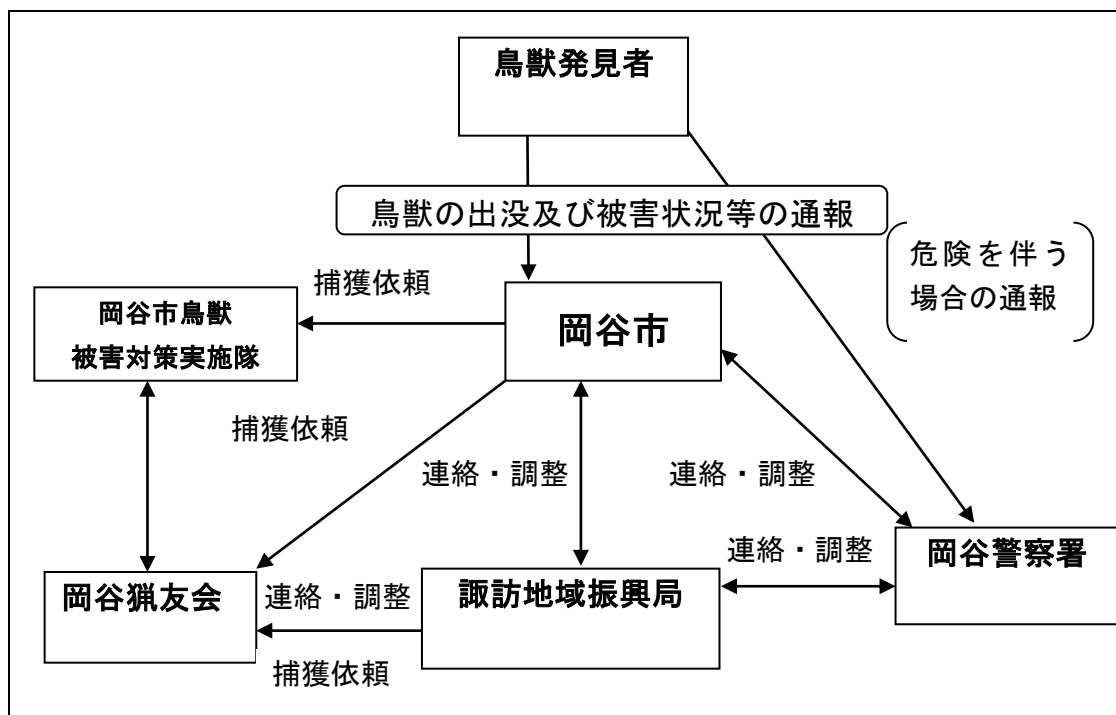 鳥獣発見者
鳥獣の出没及び被害状況等の通報
危険を伴う
場合の通報
捕獲依頼
岡谷市鳥獣
被害対策実施隊
岡谷市
捕獲依頼
連絡・調整
連絡・調整
連絡・調整
岡谷警察署
岡谷猟友会
連絡・調整
諏訪地域振興局
捕獲依頼